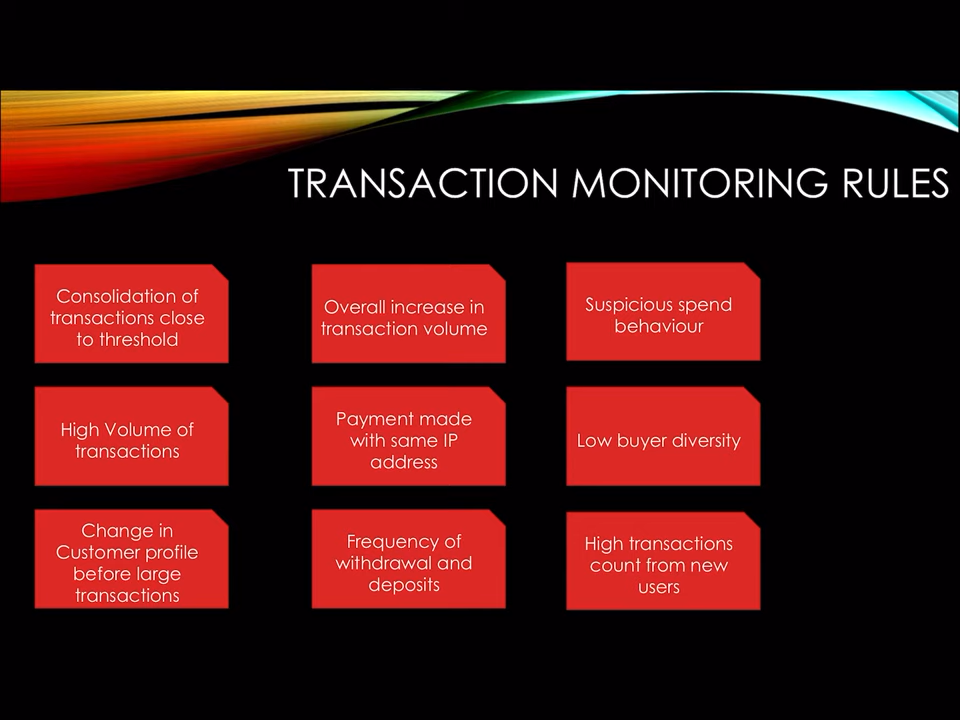 TRANSACTION MONITORING RULES
Consolidation of
transactions close
to threshold
Overall increase in
transaction volume
Suspicious spend
behaviour
High Volume of
transactions
Payment made
with same IP
address
Low buyer diversity
Change in
Customer profile
before large
transactions
Frequency of
withdrawal and
deposits
High transactions
count from new
users